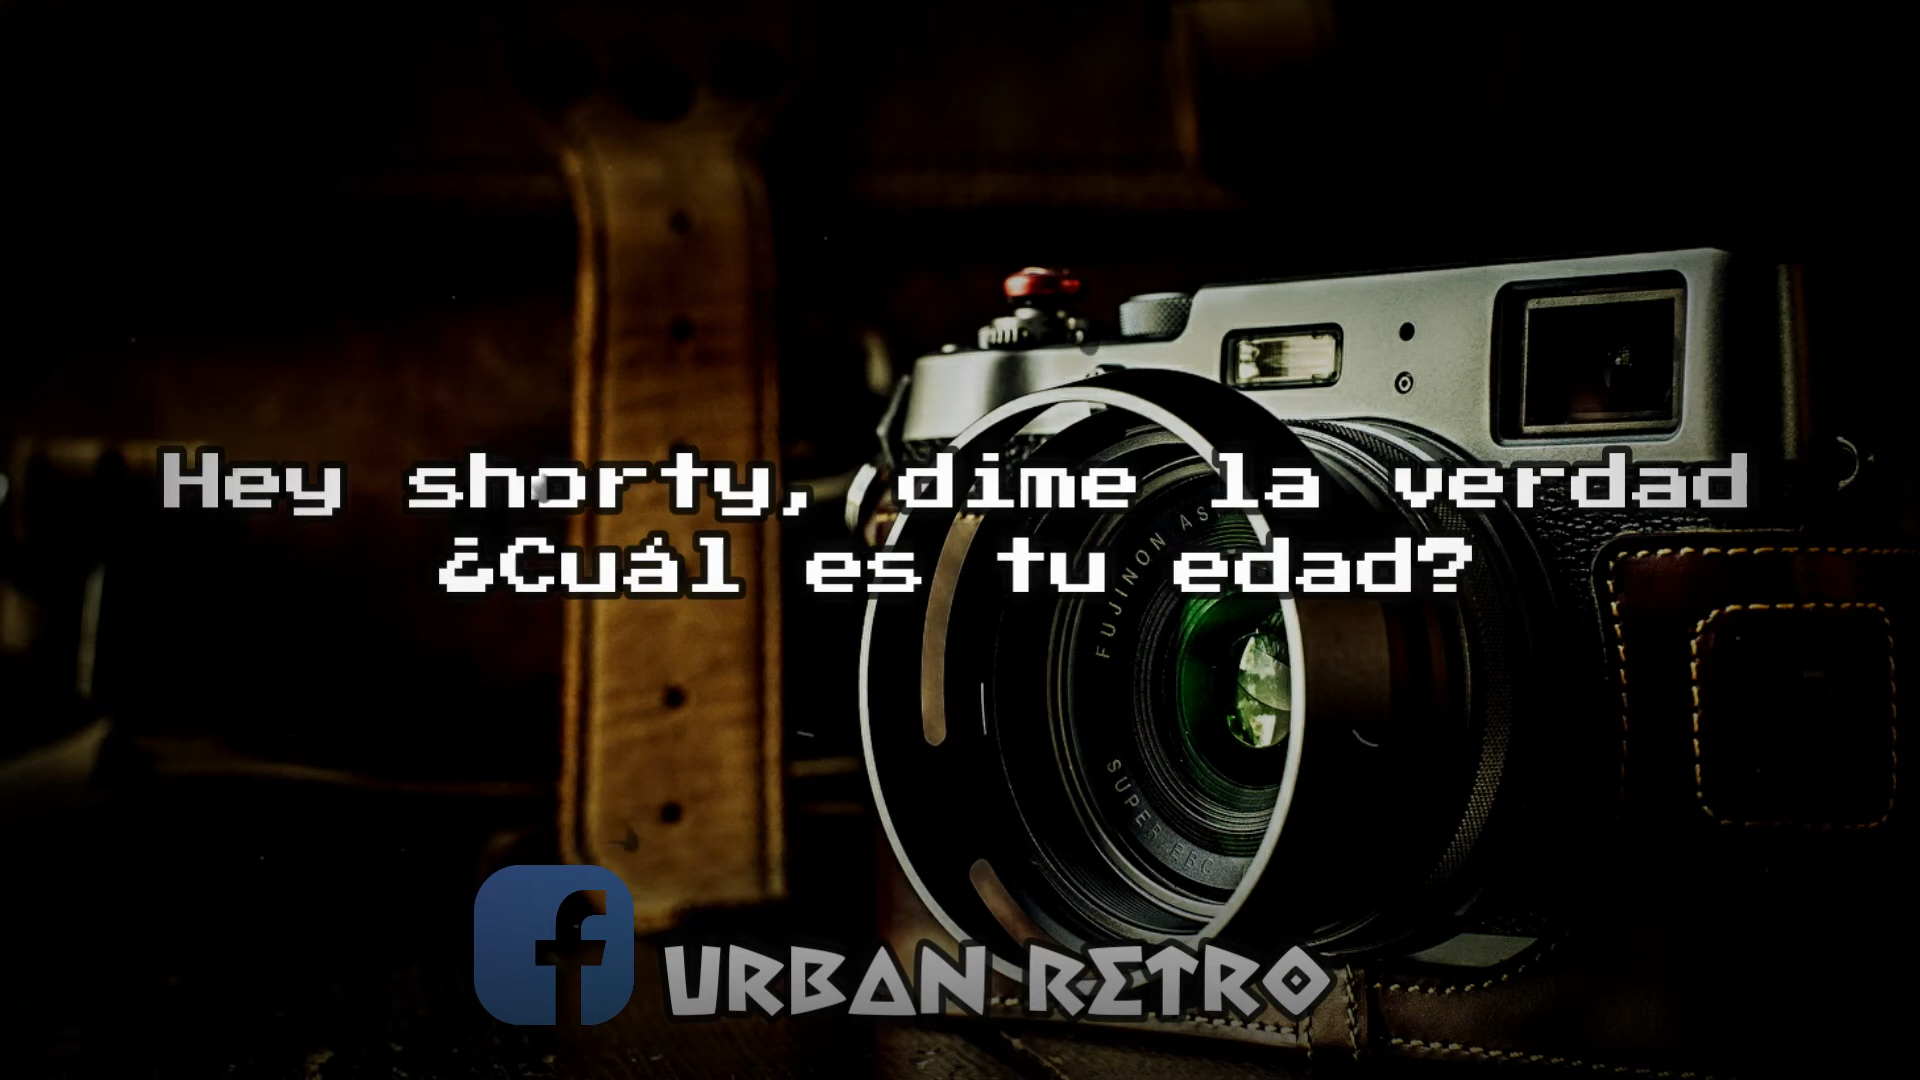 Hey shorty, dime la verdad
¿Cuál es tu edad?
FUJINON AS
SUPER EBC
URBAN RETRO